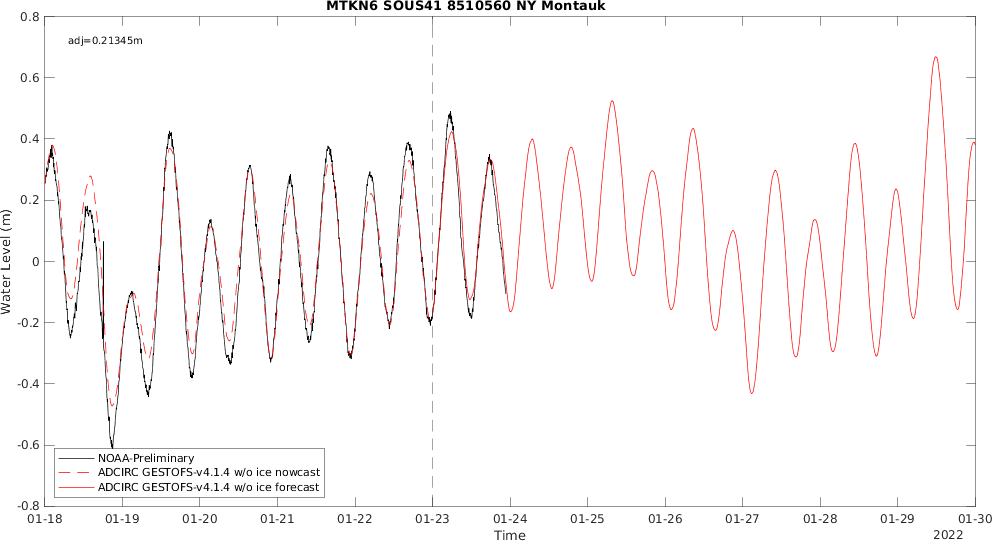 MTKN6 SOUS41 8510560 NY Montauk
adj=0.21345m
0.8
0.6
0.4
0.2
0
-0.2
-0.4
-0.6
-0.8
Water Level (m)
NOAA-Preliminary
ADCIRC GESTOFS-v4.1.4 w/o ice nowcast
ADCIRC GESTOFS-v4.1.4 w/o ice forecast
01-18 01-19 01-20 01-21 01-22 01-23 01-24 01-25 01-26 01-27 01-28 01-29 01-30
Time
2022